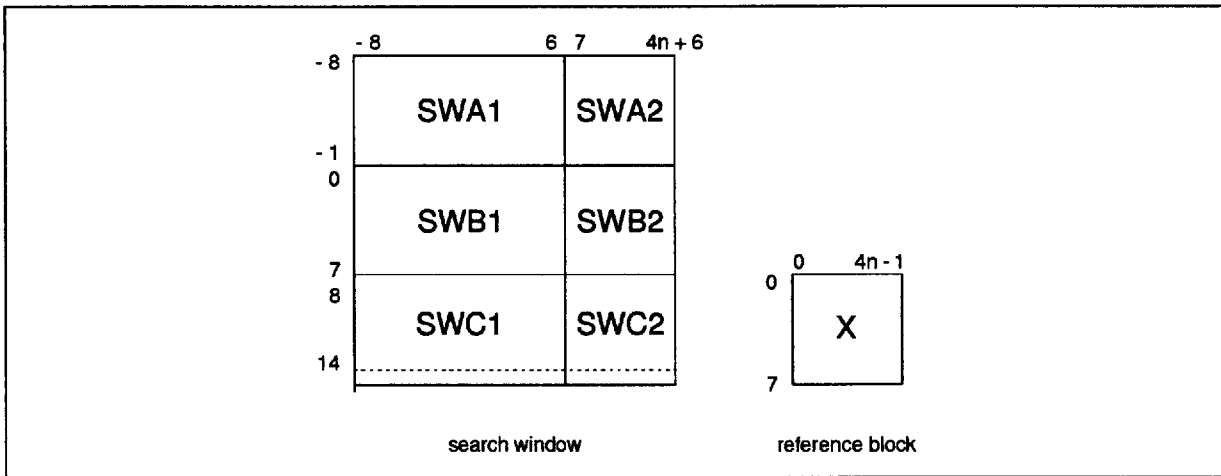 - 8 6 7 4n + 6
- 8
SWA1 SWA2
- 1
0
SWB1 SWB2
7
8
SWC1 SWC2
14
0 4n - 1
0
X
7
search window reference block